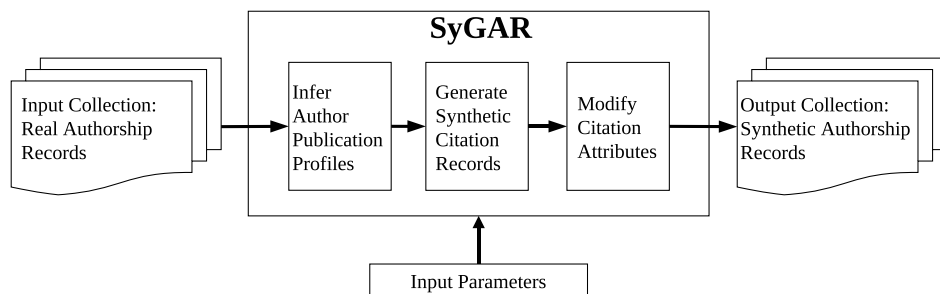 SyGAR
Input Collection:
Real Authorship
Records
Infer
Author
Publication
Profiles
Generate
Synthetic
Citation
Records
Modify
Citation
Attributes
Output Collection:
Synthetic Authorship
Records
Input Parameters